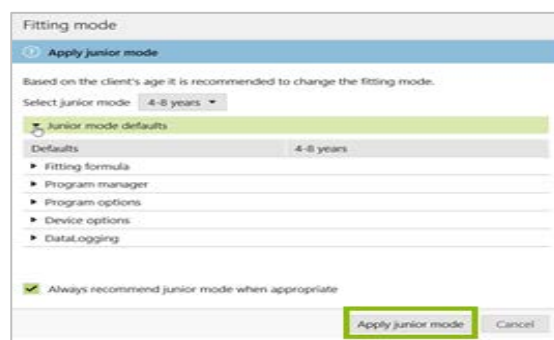 Fitting mode
Apply junior mode
Based on the client's age it is recommended to change the fitting mode.
Select junior mode 4-8 years
Junior mode defaults
Defaults 4-8 years
Fitting formula
Program manager
Program options
Device options
DataLogging
Always recommend junior mode when appropriate
Apply junior mode Cancel